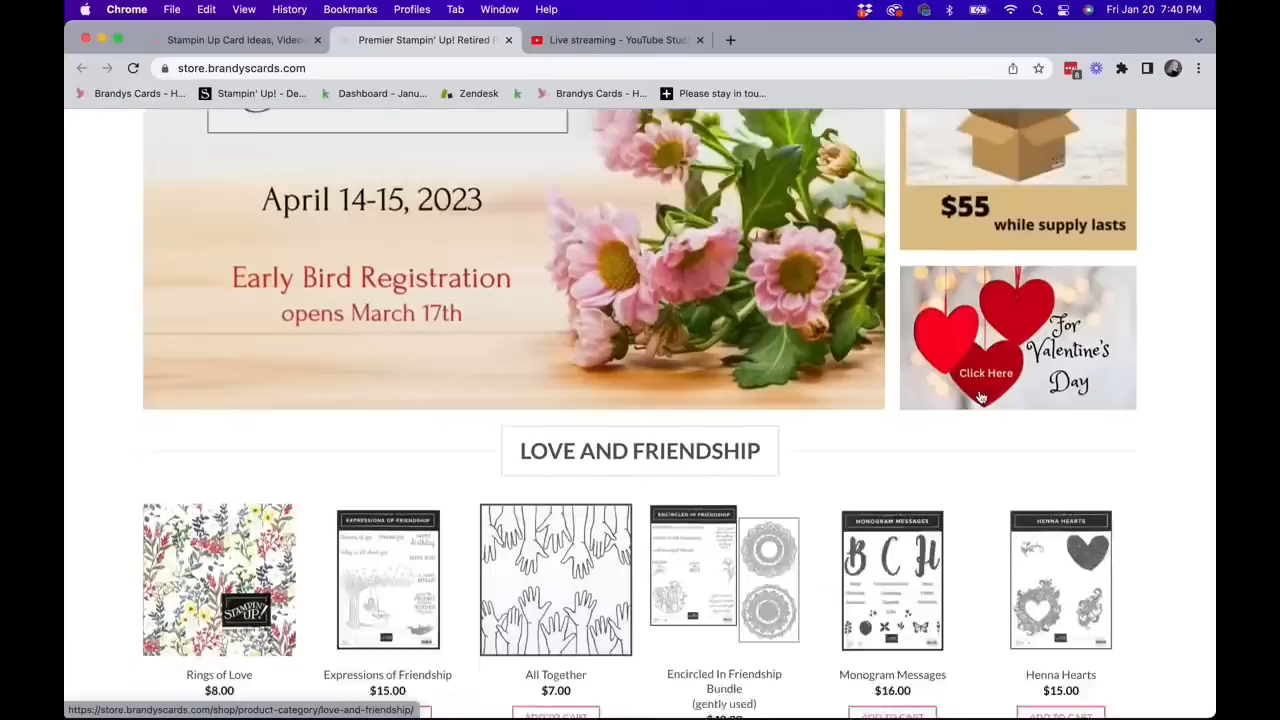 Chrome File Edit View History Bookmarks Profiles Tab Window Help Fri Jan 20 7:40 PM
Stampin Up Card Ideas, Video Premier Stampin' Up! Retired Live streaming - YouTube Studi
store.brandyscards.com
Brandys Cards - H... Stampin' Up! - De... Dashboard – Janu... Zendesk Brandys Cards - H... Please stay in tou...
April 14-15, 2023
Early Bird Registration
opens March 17th
$55
while supply lasts
For
Valentine's
Day
Click Here
LOVE AND FRIENDSHIP
STAMPIN' UP!
EXPRESSIONS OF FRIENDSHIP
ENCIRCLED IN FRIENDSHIP
MONOGRAM MESSAGES
B C H
HENNA HEARTS
Rings of Love
$8.00
Expressions of Friendship
$15.00
All Together
$7.00
ADD TO CART
Encircled In Friendship
Bundle
(gently used)
Monogram Messages
$16.00
ADD TO CART
Henna Hearts
$15.00
ADD TO CART
https://store.brandyscards.com/shop/product-category/love-and-friendship/